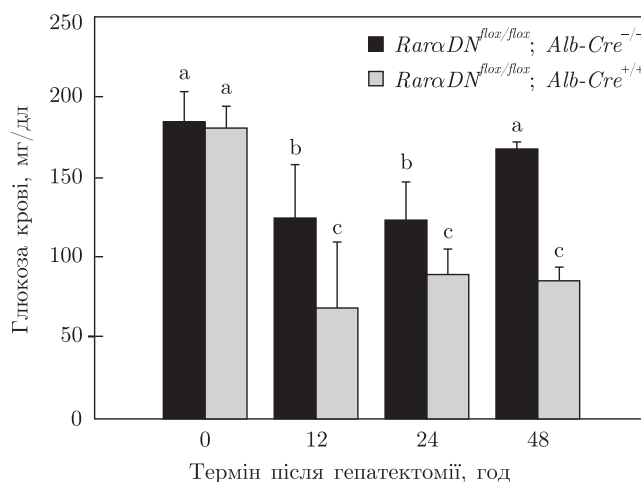 RarαDN^flox/flox; Alb-Cre^−/−
RarαDN^flox/flox; Alb-Cre^+/+
250
200
150
100
50
0
Глюкоза крові, мг/дл
a a
b c
b c
a c
0 12 24 48
Термін після гепатектомії, год